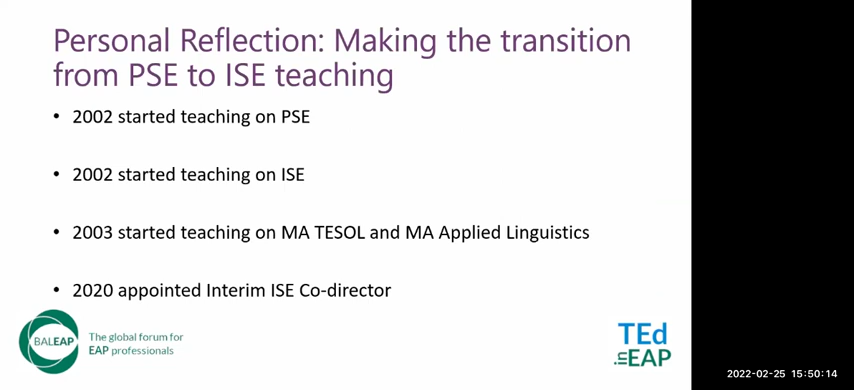 Personal Reflection: Making the transition
from PSE to ISE teaching
• 2002 started teaching on PSE
• 2002 started teaching on ISE
• 2003 started teaching on MA TESOL and MA Applied Linguistics
• 2020 appointed Interim ISE Co-director
BALEAP
The global forum for
EAP professionals
TEd
.in EAP
2022-02-25 15:50:14